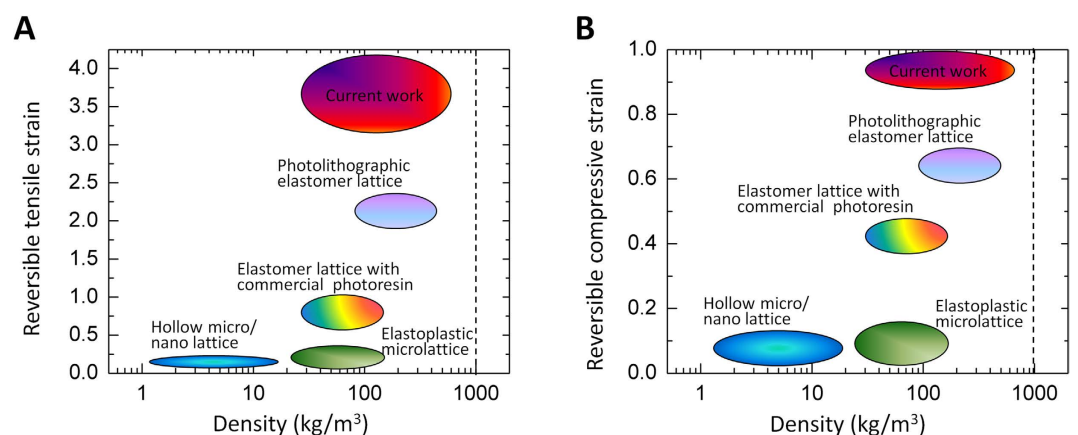 A
Reversible tensile strain
4.0
3.5
3.0
2.5
2.0
1.5
1.0
0.5
0.0
Current work
Photolithographic
elastomer lattice
Elastomer lattice with
commercial photoresin
Hollow micro/
nano lattice
Elastoplastic
microlattice
1
10
100
1000
Density (kg/m³)
B
Reversible compressive strain
1.0
0.8
0.6
0.4
0.2
0.0
Current work
Photolithographic
elastomer lattice
Elastomer lattice with
commercial photoresin
Hollow micro/
nano lattice
Elastoplastic
microlattice
1
10
100
1000
Density (kg/m³)